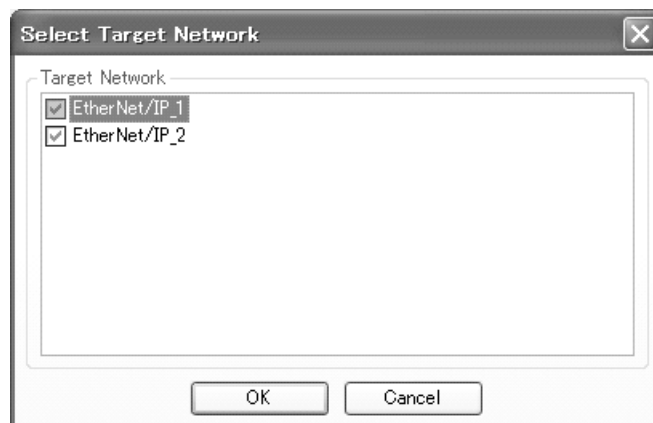 Select Target Network
Target Network
EtherNet/IP_1
EtherNet/IP_2
OK
Cancel